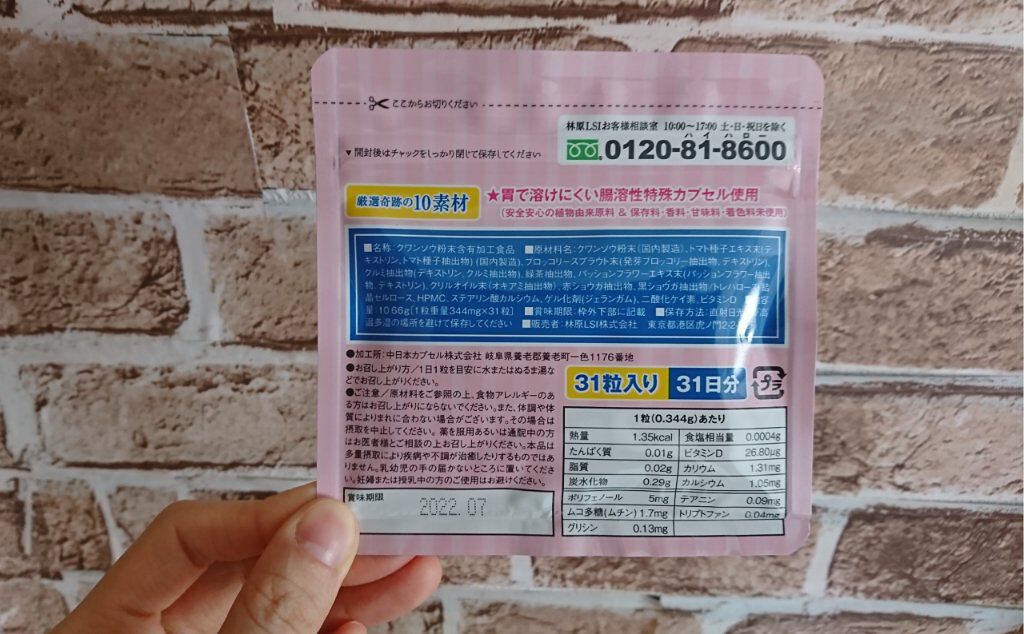 ここからお切りください
林原LSIお客様相談室 10:00〜17:00 土・日・祝日を除く
ハイハロー
0120-81-8600
▼開封後はチャックをしっかり閉じて保存してください
厳選奇跡の10素材
★胃で溶けにくい腸溶性特殊カプセル使用
(安全安心の植物由来原料 & 保存料・香料・甘味料・着色料未使用)
■名称:クワンソウ粉末含有加工食品 ■原材料名:クワンソウ粉末(国内製造)、トマト種子エキス末(デ
キストリン、トマト種子抽出物)(国内製造)、ブロッコリースプラウト末(発芽ブロッコリー抽出物、デキストリン)、
クルミ抽出物(デキストリン、クルミ抽出物)、緑茶抽出物、パッションフラワーエキス末(パッションフラワー抽出
物、デキストリン)、クリルオイル末(オキアミ抽出物)、赤ショウガ抽出物、黒ショウガ抽出物/トレハロース、結
晶セルロース、HPMC、ステアリン酸カルシウム、ゲル化剤(ジェランガム)、二酸化ケイ素、ビタミンD ■内容
量:10.66g[1粒重量344mg×31粒] ■賞味期限:枠外下部に記載 ■保存方法:直射日光、高
温多湿の場所を避けて保存してください ■販売者:林原LSI株式会社 東京都港区虎ノ門2-2-
●加工所:中日本カプセル株式会社 岐阜県養老郡養老町一色1176番地
●お召し上がり方/1日1粒を目安に水またはぬるま湯な
どでお召し上がりください。
●ご注意/原材料をご参照の上、食物アレルギーのあ
る方はお召し上がりにならないでください。また、体調や体
質によりまれに合わない場合がございます。その場合は
摂取を中止してください。薬を服用あるいは通院中の方
はお医者様とご相談の上お召し上がりください。本品は
多量摂取により疾病や不調が治癒したりするものではあ
りません。乳幼児の手の届かないところに置いてくださ
い。妊婦または授乳中の方のご使用はお避けください。
賞味期限
2022.07
31粒入り 31日分
プラ
1粒(0.344g)あたり
熱量 1.35kcal 食塩相当量 0.0004g
たんぱく質 0.01g ビタミンD 26.80μg
脂質 0.02g カリウム 1.31mg
炭水化物 0.29g カルシウム 1.05mg
ポリフェノール 5mg テアニン 0.09mg
ムコ多糖(ムチン) 1.7mg トリプトファン 0.04mg
グリシン 0.13mg